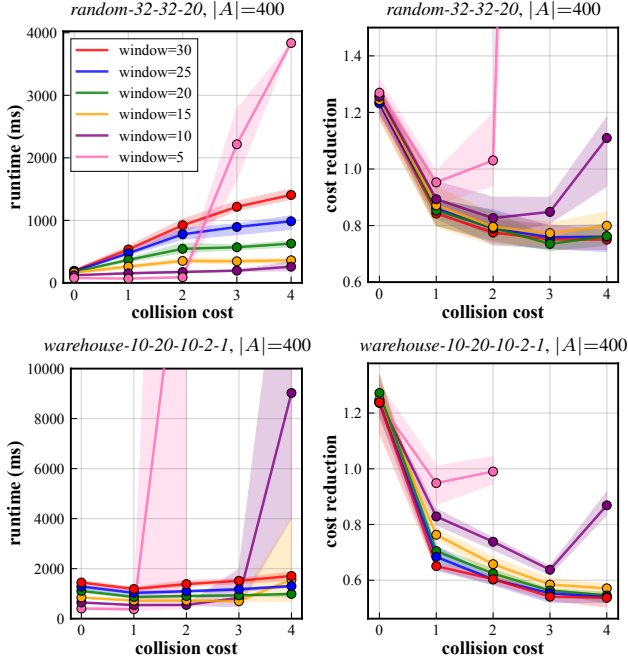 random-32-32-20, |A|=400
runtime (ms)
4000
3000
2000
1000
0
window=30
window=25
window=20
window=15
window=10
window=5
0 1 2 3 4
collision cost
random-32-32-20, |A|=400
cost reduction
1.4
1.2
1.0
0.8
0.6
0 1 2 3 4
collision cost
warehouse-10-20-10-2-1, |A|=400
runtime (ms)
10000
8000
6000
4000
2000
0
0 1 2 3 4
collision cost
warehouse-10-20-10-2-1, |A|=400
cost reduction
1.2
1.0
0.8
0.6
0 1 2 3 4
collision cost